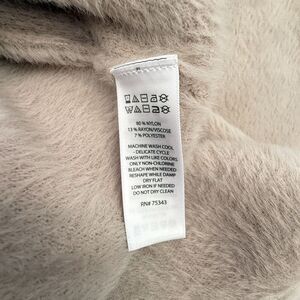 80 % NYLON
13 % RAYON/VISCOSE
7 % POLYESTER
MACHINE WASH COOL
- DELICATE CYCLE
WASH WITH LIKE COLORS
ONLY NON-CHLORINE
BLEACH WHEN NEEDED
RESHAPE WHILE DAMP
DRY FLAT
LOW IRON IF NEEDED
DO NOT DRY CLEAN
RN# 75343